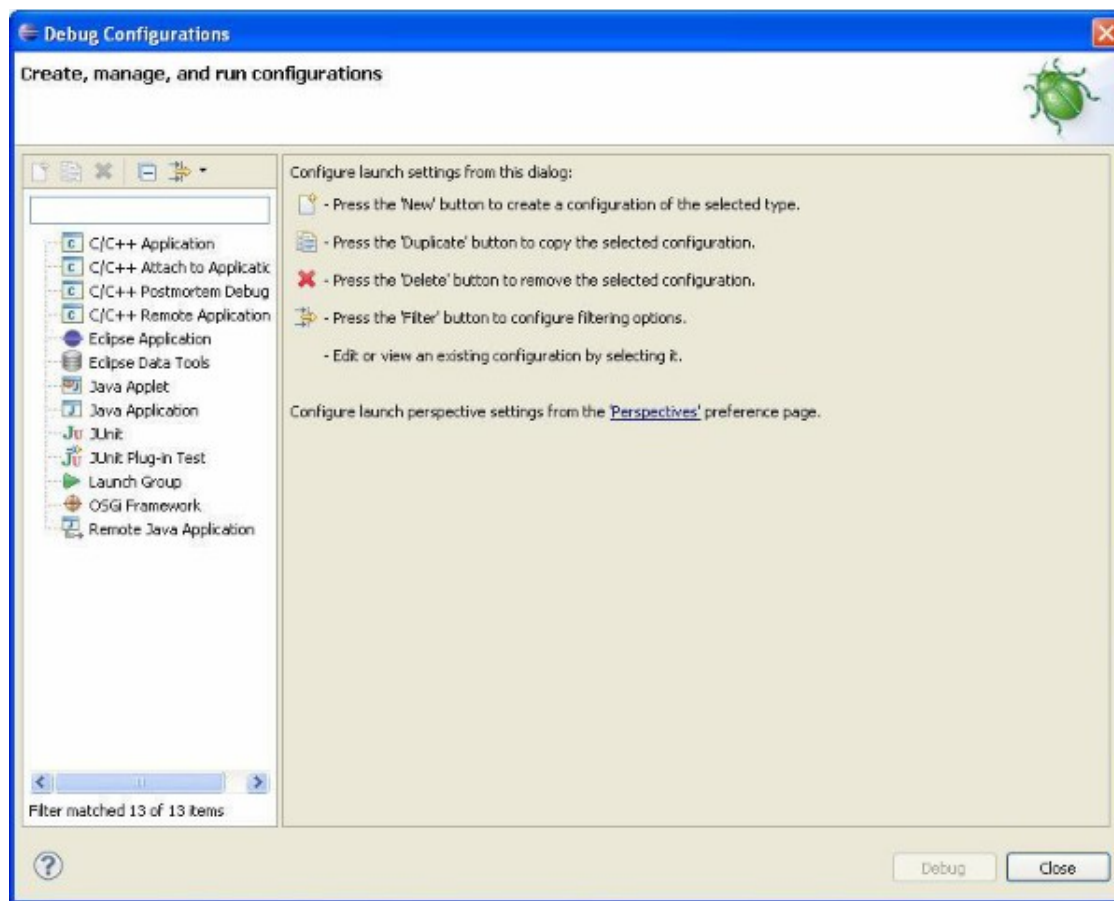 Debug Configurations
Create, manage, and run configurations
Configure launch settings from this dialog:
- Press the 'New' button to create a configuration of the selected type.
- Press the 'Duplicate' button to copy the selected configuration.
- Press the 'Delete' button to remove the selected configuration.
- Press the 'Filter' button to configure filtering options.
- Edit or view an existing configuration by selecting it.
Configure launch perspective settings from the 'Perspectives' preference page.
C/C++ Application
C/C++ Attach to Applicatic
C/C++ Postmortem Debug
C/C++ Remote Application
Eclipse Application
Eclipse Data Tools
Java Applet
Java Application
JUnit
JUnit Plug-in Test
Launch Group
OSGi Framework
Remote Java Application
Filter matched 13 of 13 items
Debug
Close